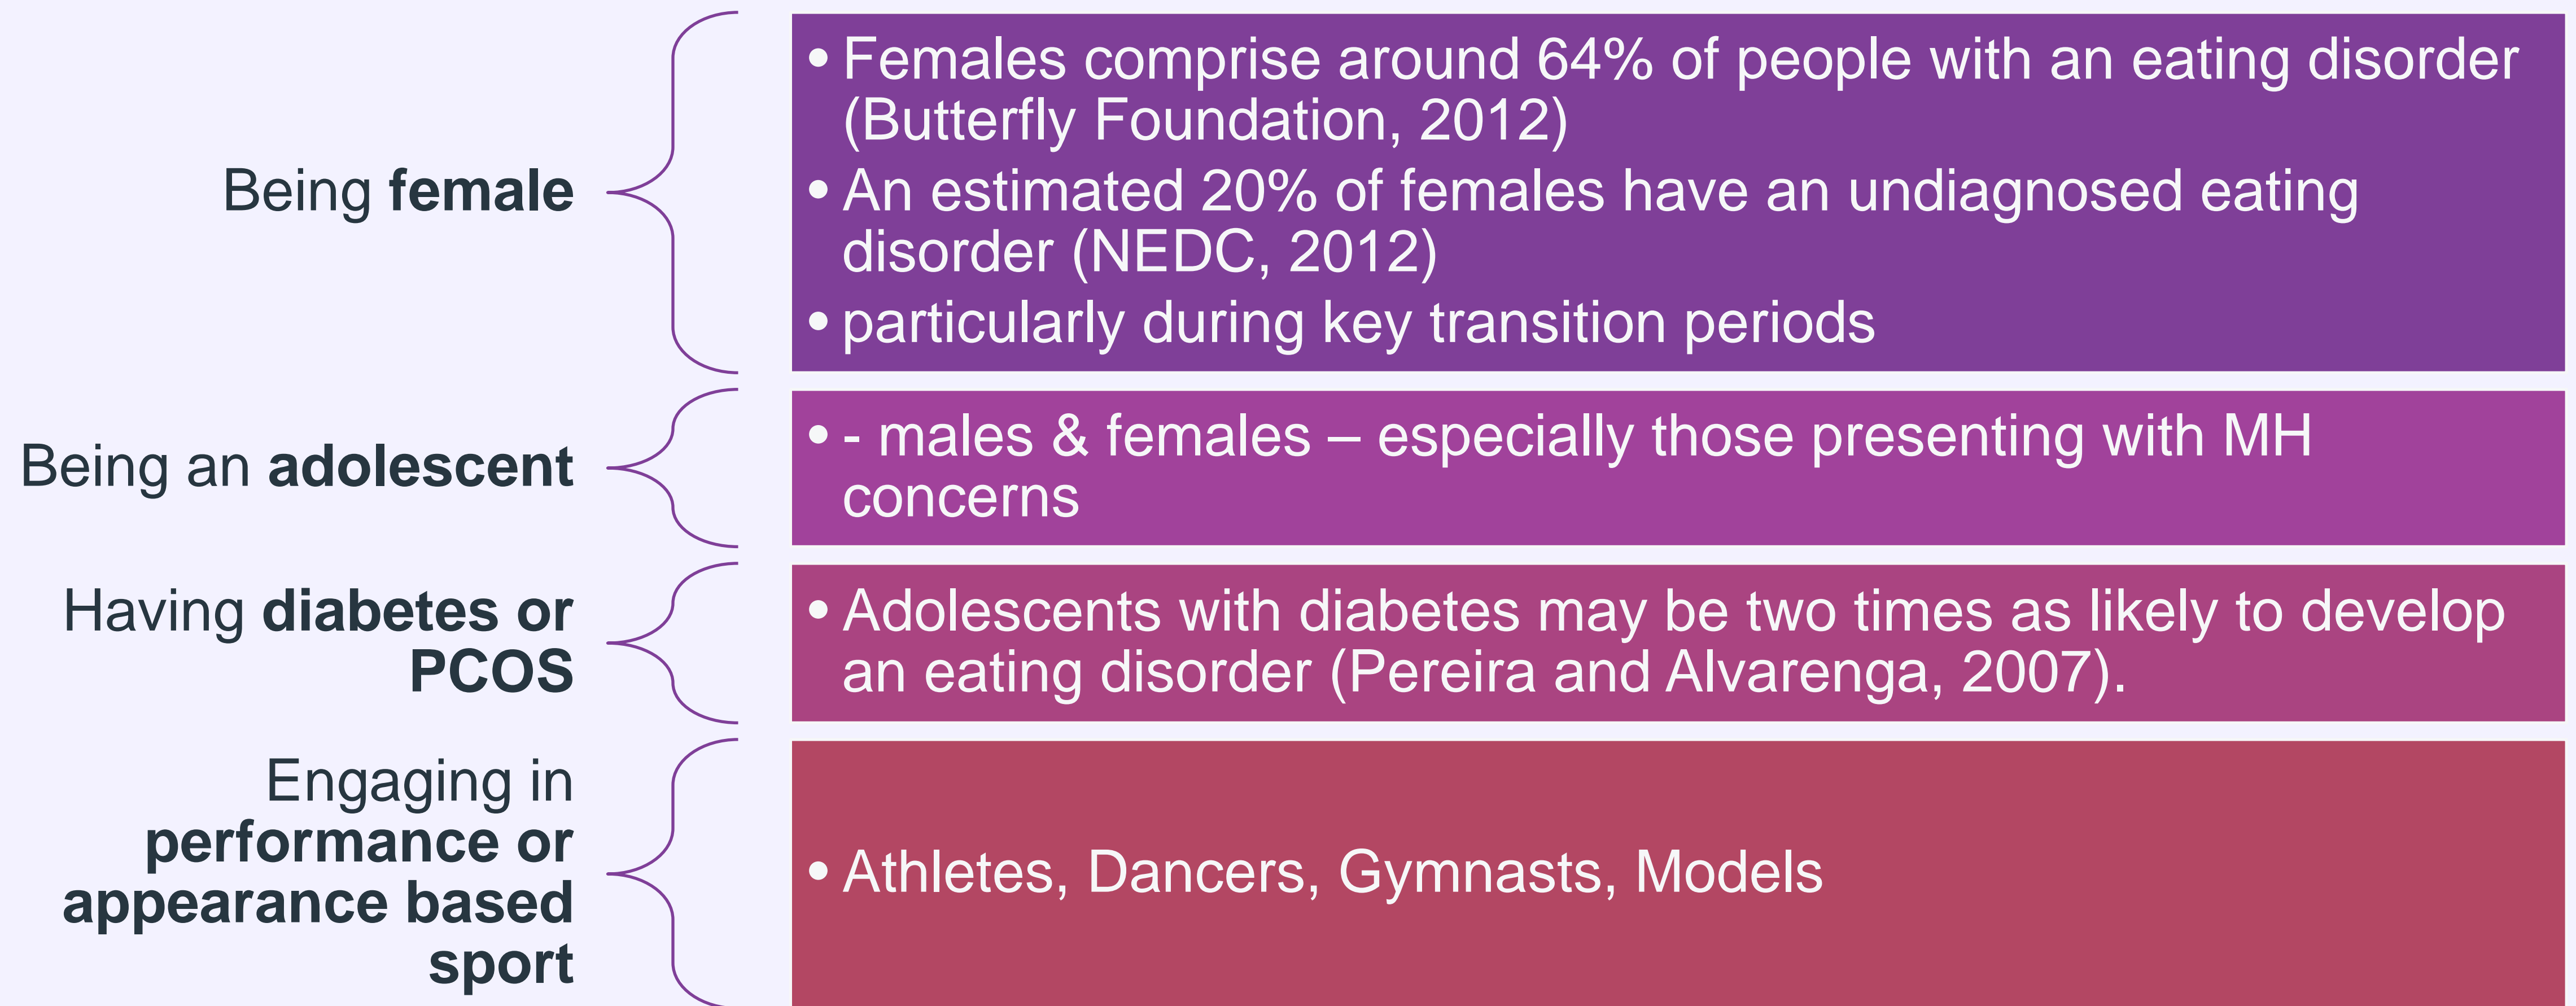 Being female
• Females comprise around 64% of people with an eating disorder
(Butterfly Foundation, 2012)
• An estimated 20% of females have an undiagnosed eating
disorder (NEDC, 2012)
• particularly during key transition periods
Being an adolescent
• - males & females – especially those presenting with MH
concerns
Having diabetes or
PCOS
• Adolescents with diabetes may be two times as likely to develop
an eating disorder (Pereira and Alvarenga, 2007).
Engaging in
performance or
appearance based
sport
• Athletes, Dancers, Gymnasts, Models